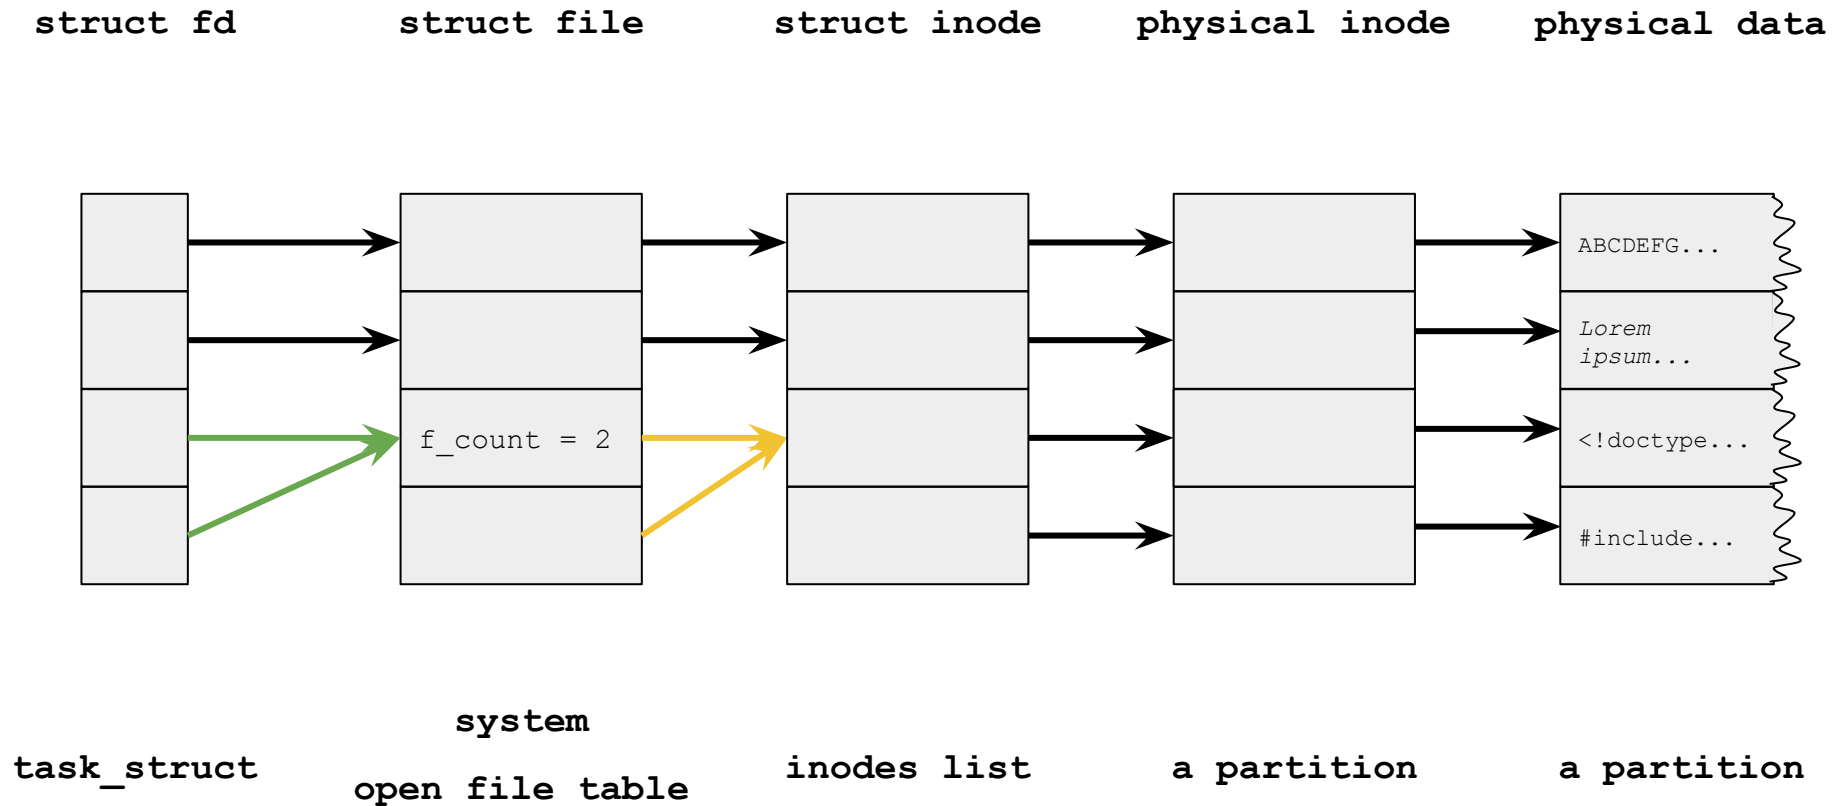 struct fd
struct file
struct inode
physical inode
physical data
ABCDEFG...
Lorem
ipsum...
f_count = 2
<!doctype...
#include...
system
open file table
task_struct
inodes list
a partition
a partition